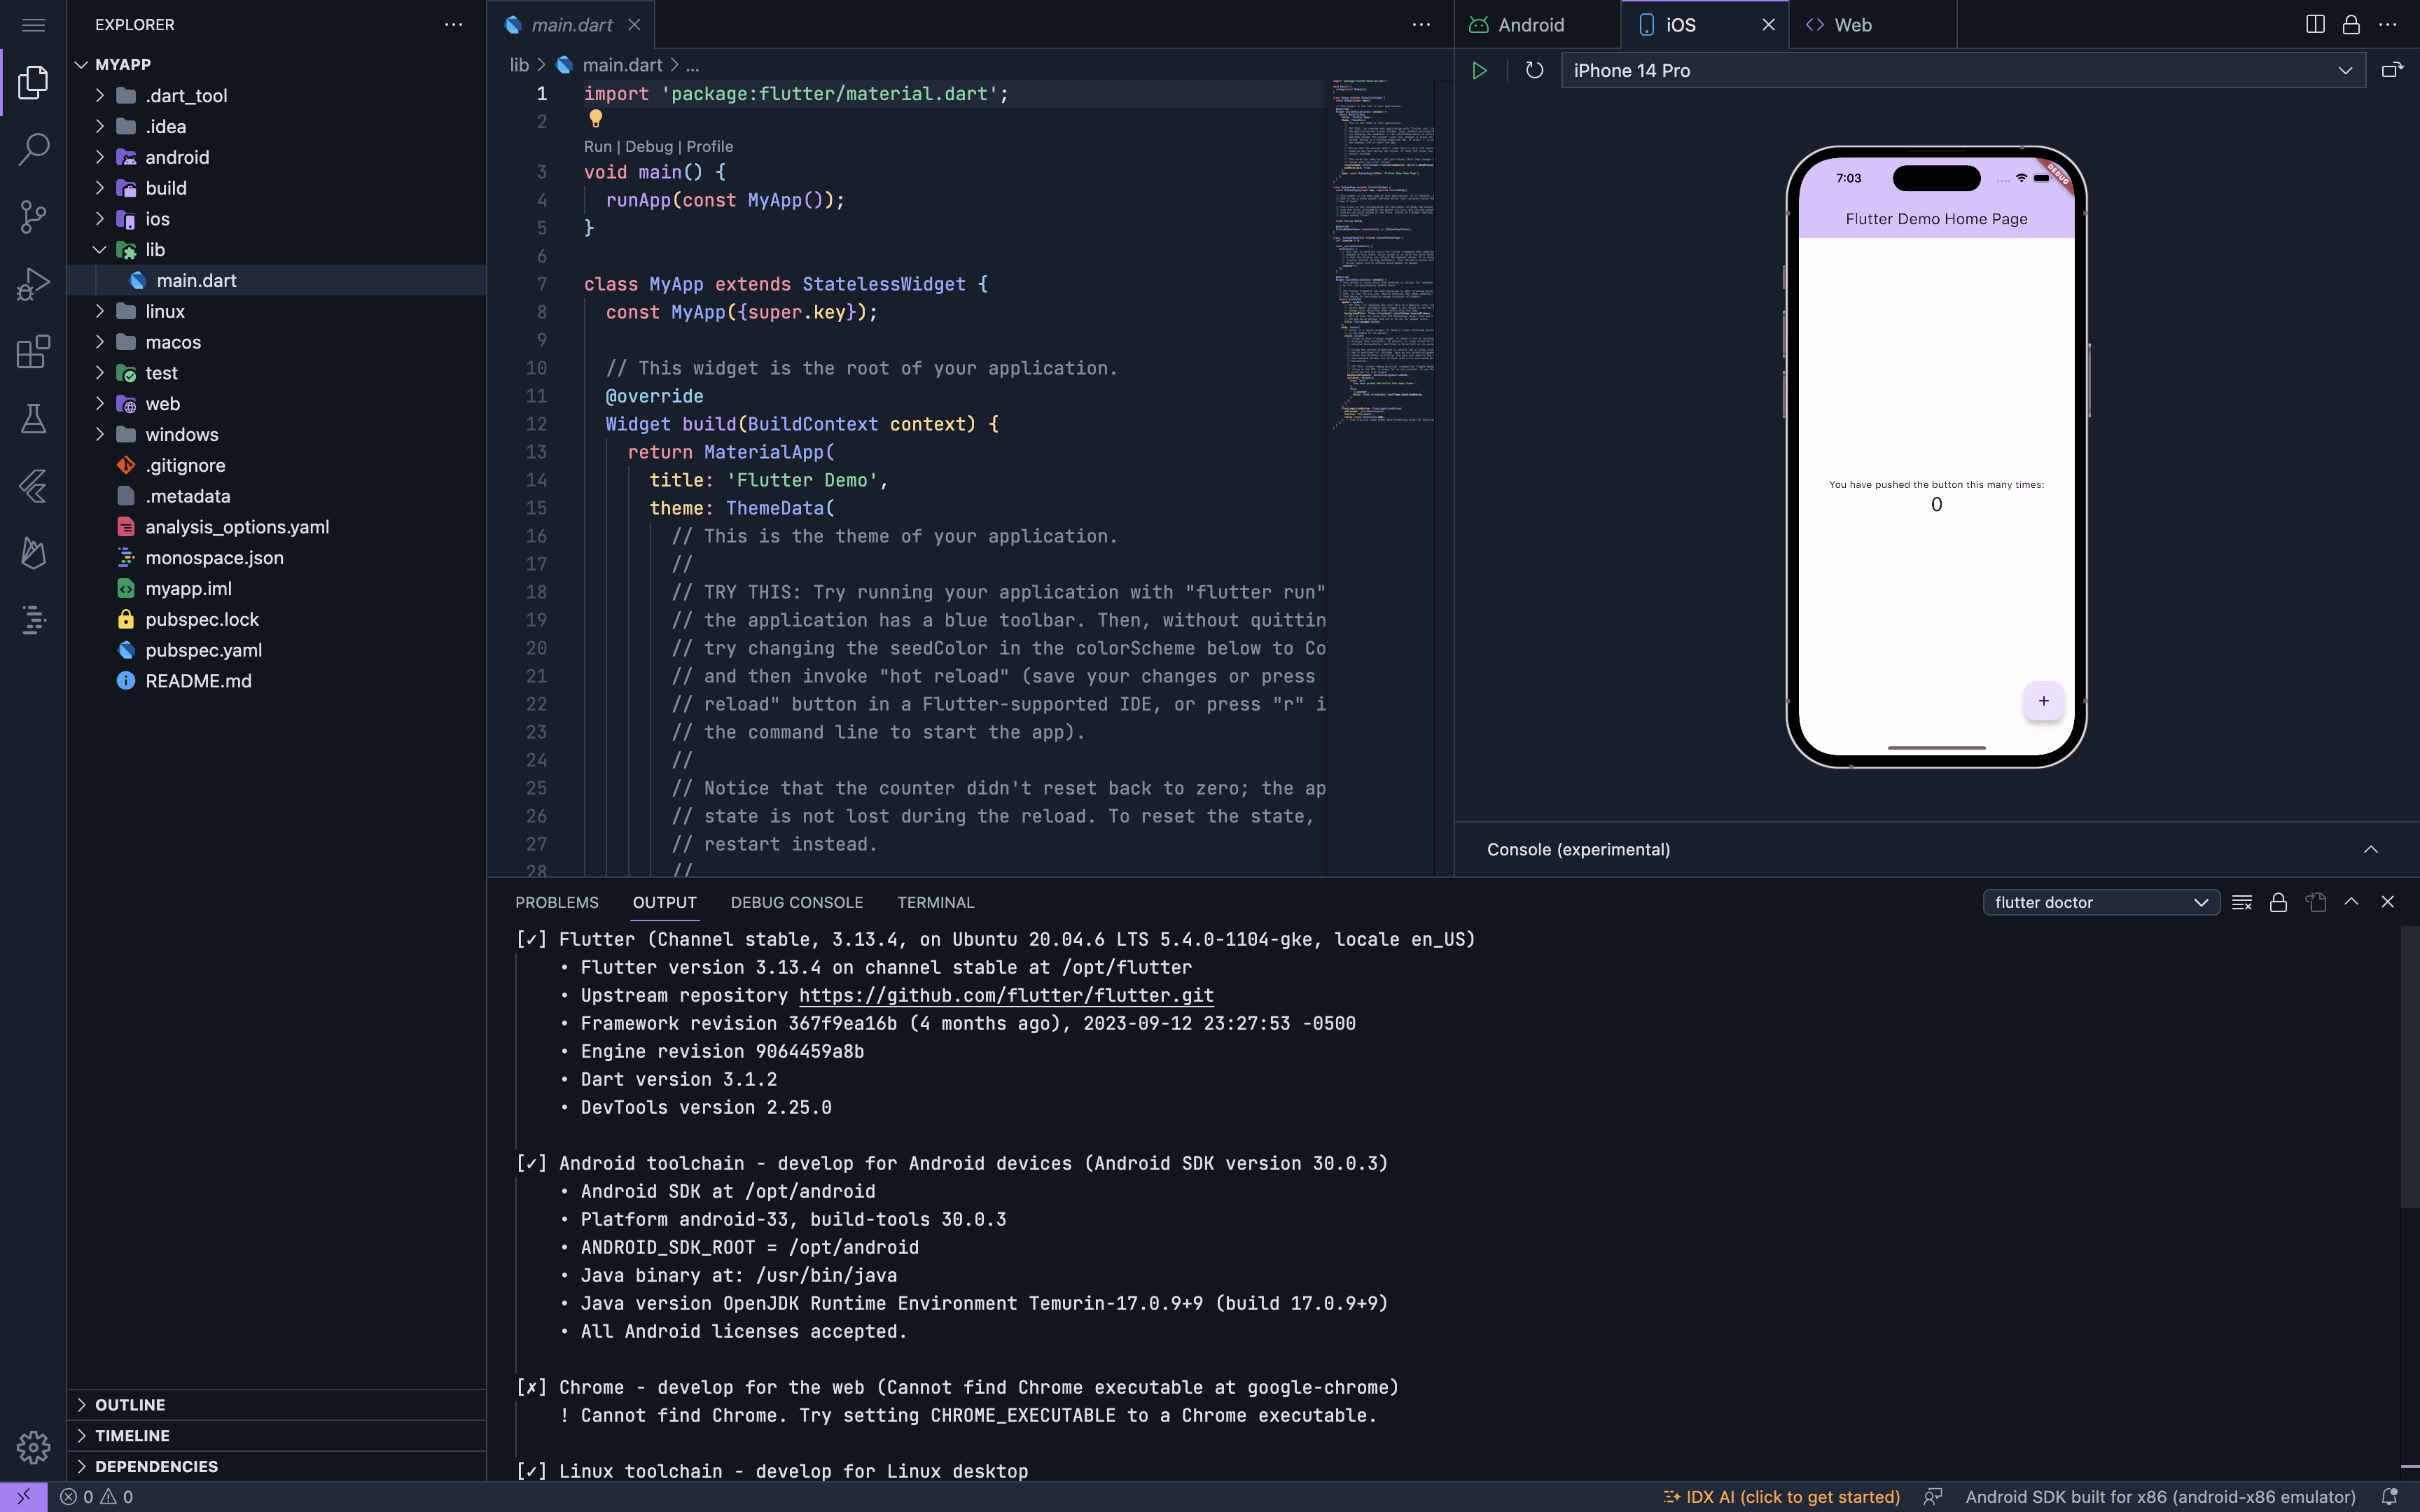 EXPLORER
MYAPP
.dart_tool
.idea
android
build
ios
lib
main.dart
linux
macos
test
web
windows
.gitignore
.metadata
analysis_options.yaml
monospace.json
myapp.iml
pubspec.lock
pubspec.yaml
README.md
OUTLINE
TIMELINE
DEPENDENCIES
main.dart
lib > main.dart > ...
1 import 'package:flutter/material.dart';
2
Run | Debug | Profile
3 void main() {
4 runApp(const MyApp());
5 }
6
7 class MyApp extends StatelessWidget {
8 const MyApp({super.key});
9
10 // This widget is the root of your application.
11 @override
12 Widget build(BuildContext context) {
13 return MaterialApp(
14 title: 'Flutter Demo',
15 theme: ThemeData(
16 // This is the theme of your application.
17 //
18 // TRY THIS: Try running your application with "flutter run"
19 // the application has a blue toolbar. Then, without quittin
20 // try changing the seedColor in the colorScheme below to Co
21 // and then invoke "hot reload" (save your changes or press
22 // reload" button in a Flutter-supported IDE, or press "r" i
23 // the command line to start the app).
24 //
25 // Notice that the counter didn't reset back to zero; the ap
26 // state is not lost during the reload. To reset the state,
27 // restart instead.
28 //
Android
iOS
Web
iPhone 14 Pro
7:03
DEBUG
Flutter Demo Home Page
You have pushed the button this many times:
0
+
Console (experimental)
PROBLEMS OUTPUT DEBUG CONSOLE TERMINAL
flutter doctor
[✓] Flutter (Channel stable, 3.13.4, on Ubuntu 20.04.6 LTS 5.4.0-1104-gke, locale en_US)
• Flutter version 3.13.4 on channel stable at /opt/flutter
• Upstream repository https://github.com/flutter/flutter.git
• Framework revision 367f9ea16b (4 months ago), 2023-09-12 23:27:53 -0500
• Engine revision 9064459a8b
• Dart version 3.1.2
• DevTools version 2.25.0
[✓] Android toolchain - develop for Android devices (Android SDK version 30.0.3)
• Android SDK at /opt/android
• Platform android-33, build-tools 30.0.3
• ANDROID_SDK_ROOT = /opt/android
• Java binary at: /usr/bin/java
• Java version OpenJDK Runtime Environment Temurin-17.0.9+9 (build 17.0.9+9)
• All Android licenses accepted.
[✗] Chrome - develop for the web (Cannot find Chrome executable at google-chrome)
! Cannot find Chrome. Try setting CHROME_EXECUTABLE to a Chrome executable.
[✓] Linux toolchain - develop for Linux desktop
0 0
IDX AI (click to get started)
Android SDK built for x86 (android-x86 emulator)